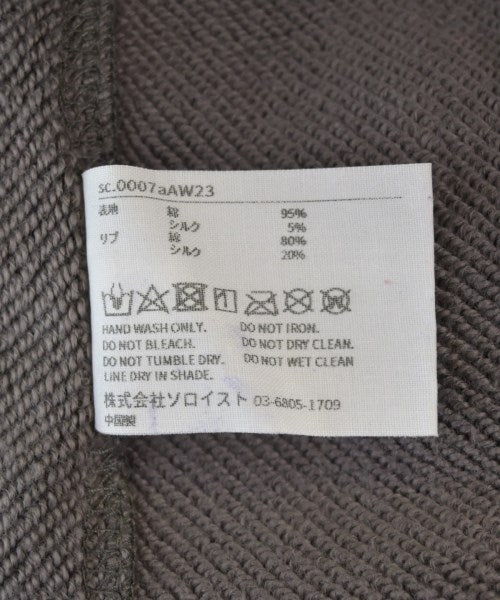 sc.0007aAW23
表地 綿 95%
シルク 5%
リブ 綿 80%
シルク 20%
HAND WASH ONLY. DO NOT IRON.
DO NOT BLEACH. DO NOT DRY CLEAN.
DO NOT TUMBLE DRY. DO NOT WET CLEAN
LINE DRY IN SHADE.
株式会社ソロイスト 03-6805-1709
中国製